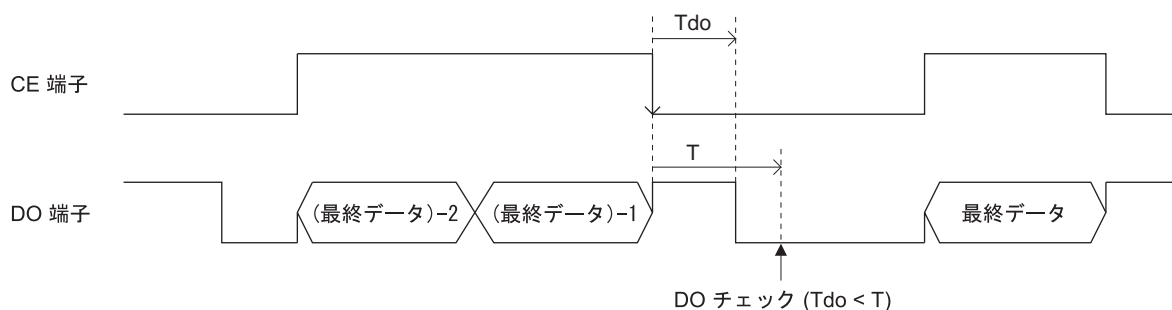 Tdo
CE 端子
T
DO 端子
(最終データ)-2
(最終データ)-1
最終データ
DO チェック (Tdo < T)